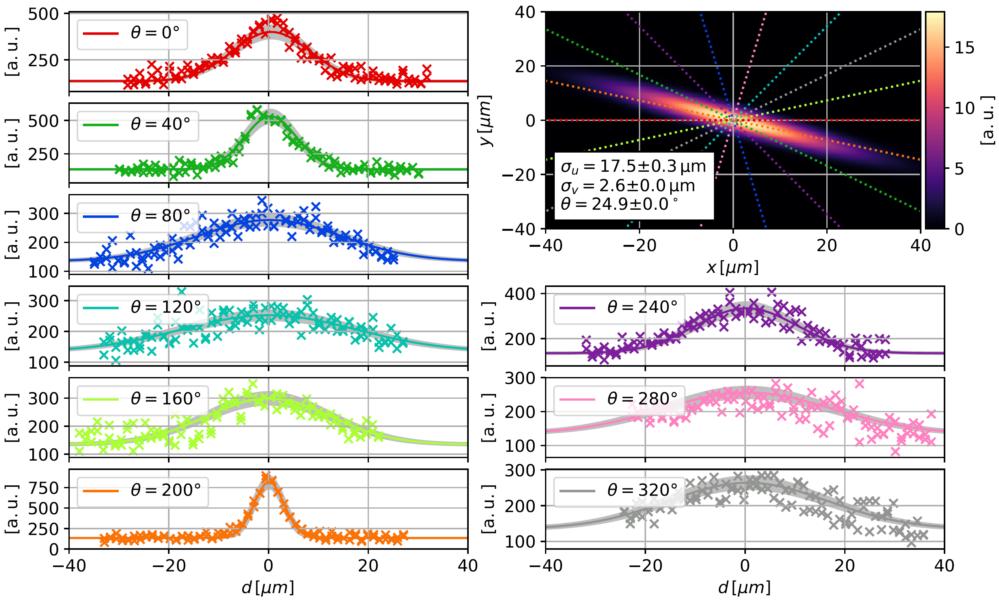 500
250
[a. u.]
θ = 0°
500
250
[a. u.]
θ = 40°
300
200
100
[a. u.]
θ = 80°
300
200
100
[a. u.]
θ = 120°
300
200
100
[a. u.]
θ = 160°
750
500
250
0
[a. u.]
θ = 200°
−40 −20 0 20 40
d [μm]
40
20
0
−20
−40
y [μm]
σu = 17.5±0.3 μm
σv = 2.6±0.0 μm
θ = 24.9±0.0 °
−40 −20 0 20 40
x [μm]
15
10
5
0
[a. u.]
400
200
[a. u.]
θ = 240°
300
200
100
[a. u.]
θ = 280°
300
200
100
[a. u.]
θ = 320°
−40 −20 0 20 40
d [μm]